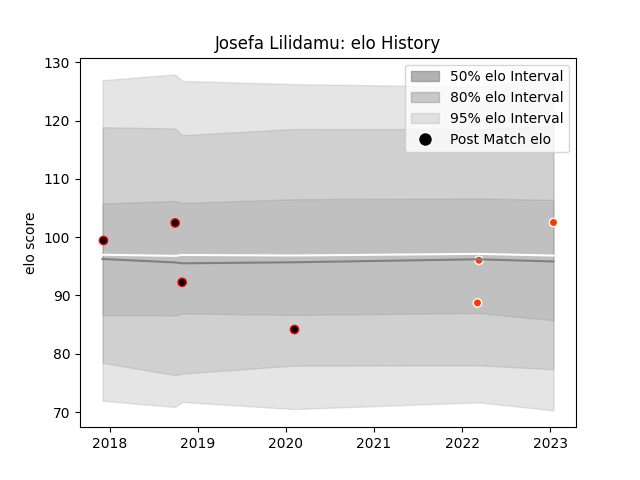 Josefa Lilidamu: elo History
130
120
110
100
90
80
70
elo score
50% elo Interval
80% elo Interval
95% elo Interval
Post Match elo
2018
2019
2020
2021
2022
2023